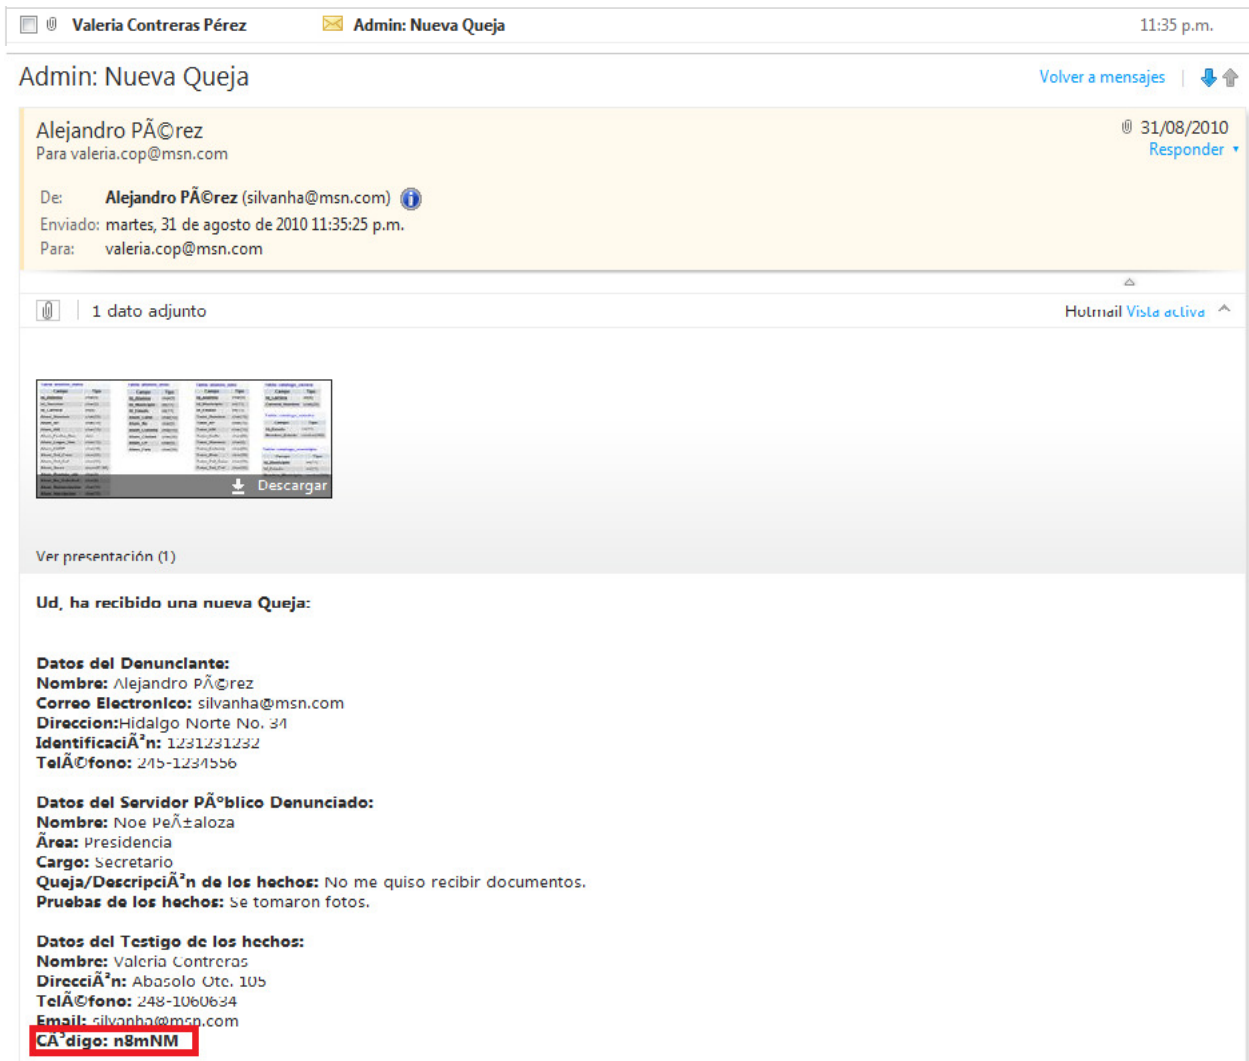 Valeria Contreras Pérez Admin: Nueva Queja 11:35 p.m.
Admin: Nueva Queja Volver a mensajes
Alejandro PÃ©rez 31/08/2010
Para valeria.cop@msn.com Responder
De: Alejandro PÃ©rez (silvanha@msn.com)
Enviado: martes, 31 de agosto de 2010 11:35:25 p.m.
Para: valeria.cop@msn.com
1 dato adjunto Hotmail Vista activa
Descargar
Ver presentación (1)
Ud, ha recibido una nueva Queja:
Datos del Denunciante:
Nombre: Alejandro PÃ©rez
Correo Electronico: silvanha@msn.com
Direccion:Hidalgo Norte No. 34
IdentificaciÃ³n: 1231231232
TelÃ©fono: 245-1234556
Datos del Servidor PÃºblico Denunciado:
Nombre: Noe PeÃ±aloza
Ãrea: Presidencia
Cargo: Secretario
Queja/DescripciÃ³n de los hechos: No me quiso recibir documentos.
Pruebas de los hechos: Se tomaron fotos.
Datos del Testigo de los hechos:
Nombre: Valeria Contreras
DirecciÃ³n: Abasolo Ote. 105
TelÃ©fono: 248-1060634
Email: silvanha@msn.com
CÃ³digo: n8mNM